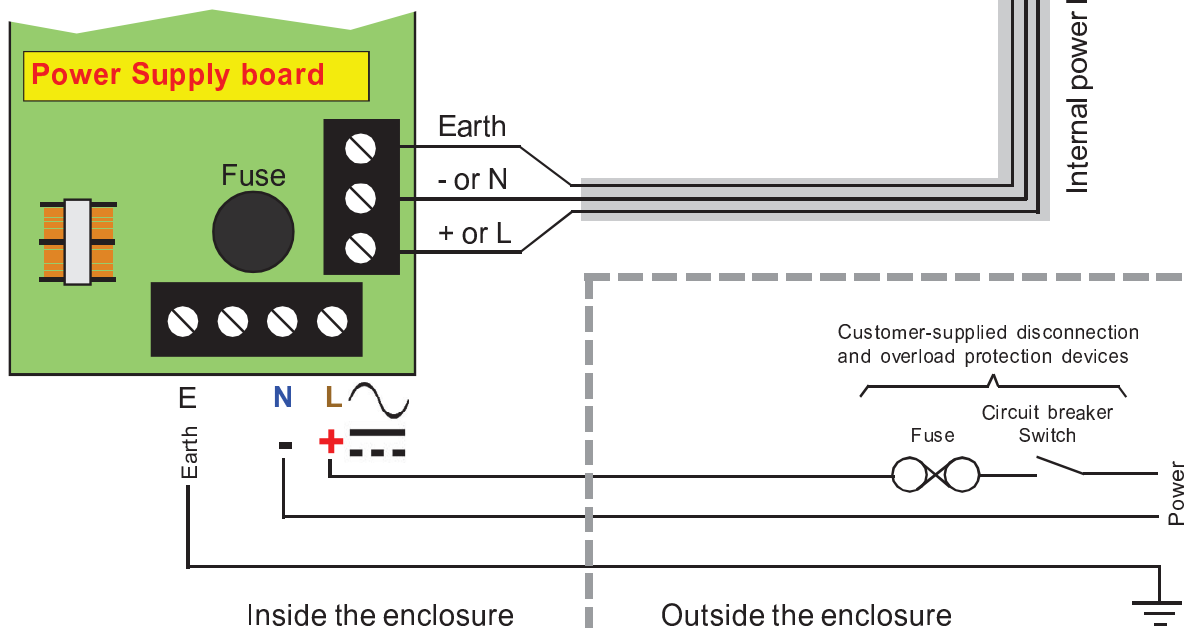 Power Supply board
Internal power
Earth
- or N
+ or L
Fuse
Customer-supplied disconnection
and overload protection devices
Circuit breaker
Switch
Fuse
E N L
- +
Earth
Power
Inside the enclosure
Outside the enclosure